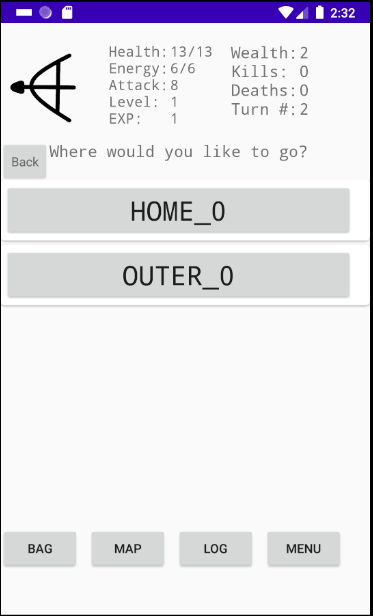 2:32
Health:13/13
Energy:6/6
Attack:8
Level: 1
EXP: 1
Wealth:2
Kills: 0
Deaths:0
Turn #:2
Back
Where would you like to go?
HOME_0
OUTER_0
BAG MAP LOG MENU